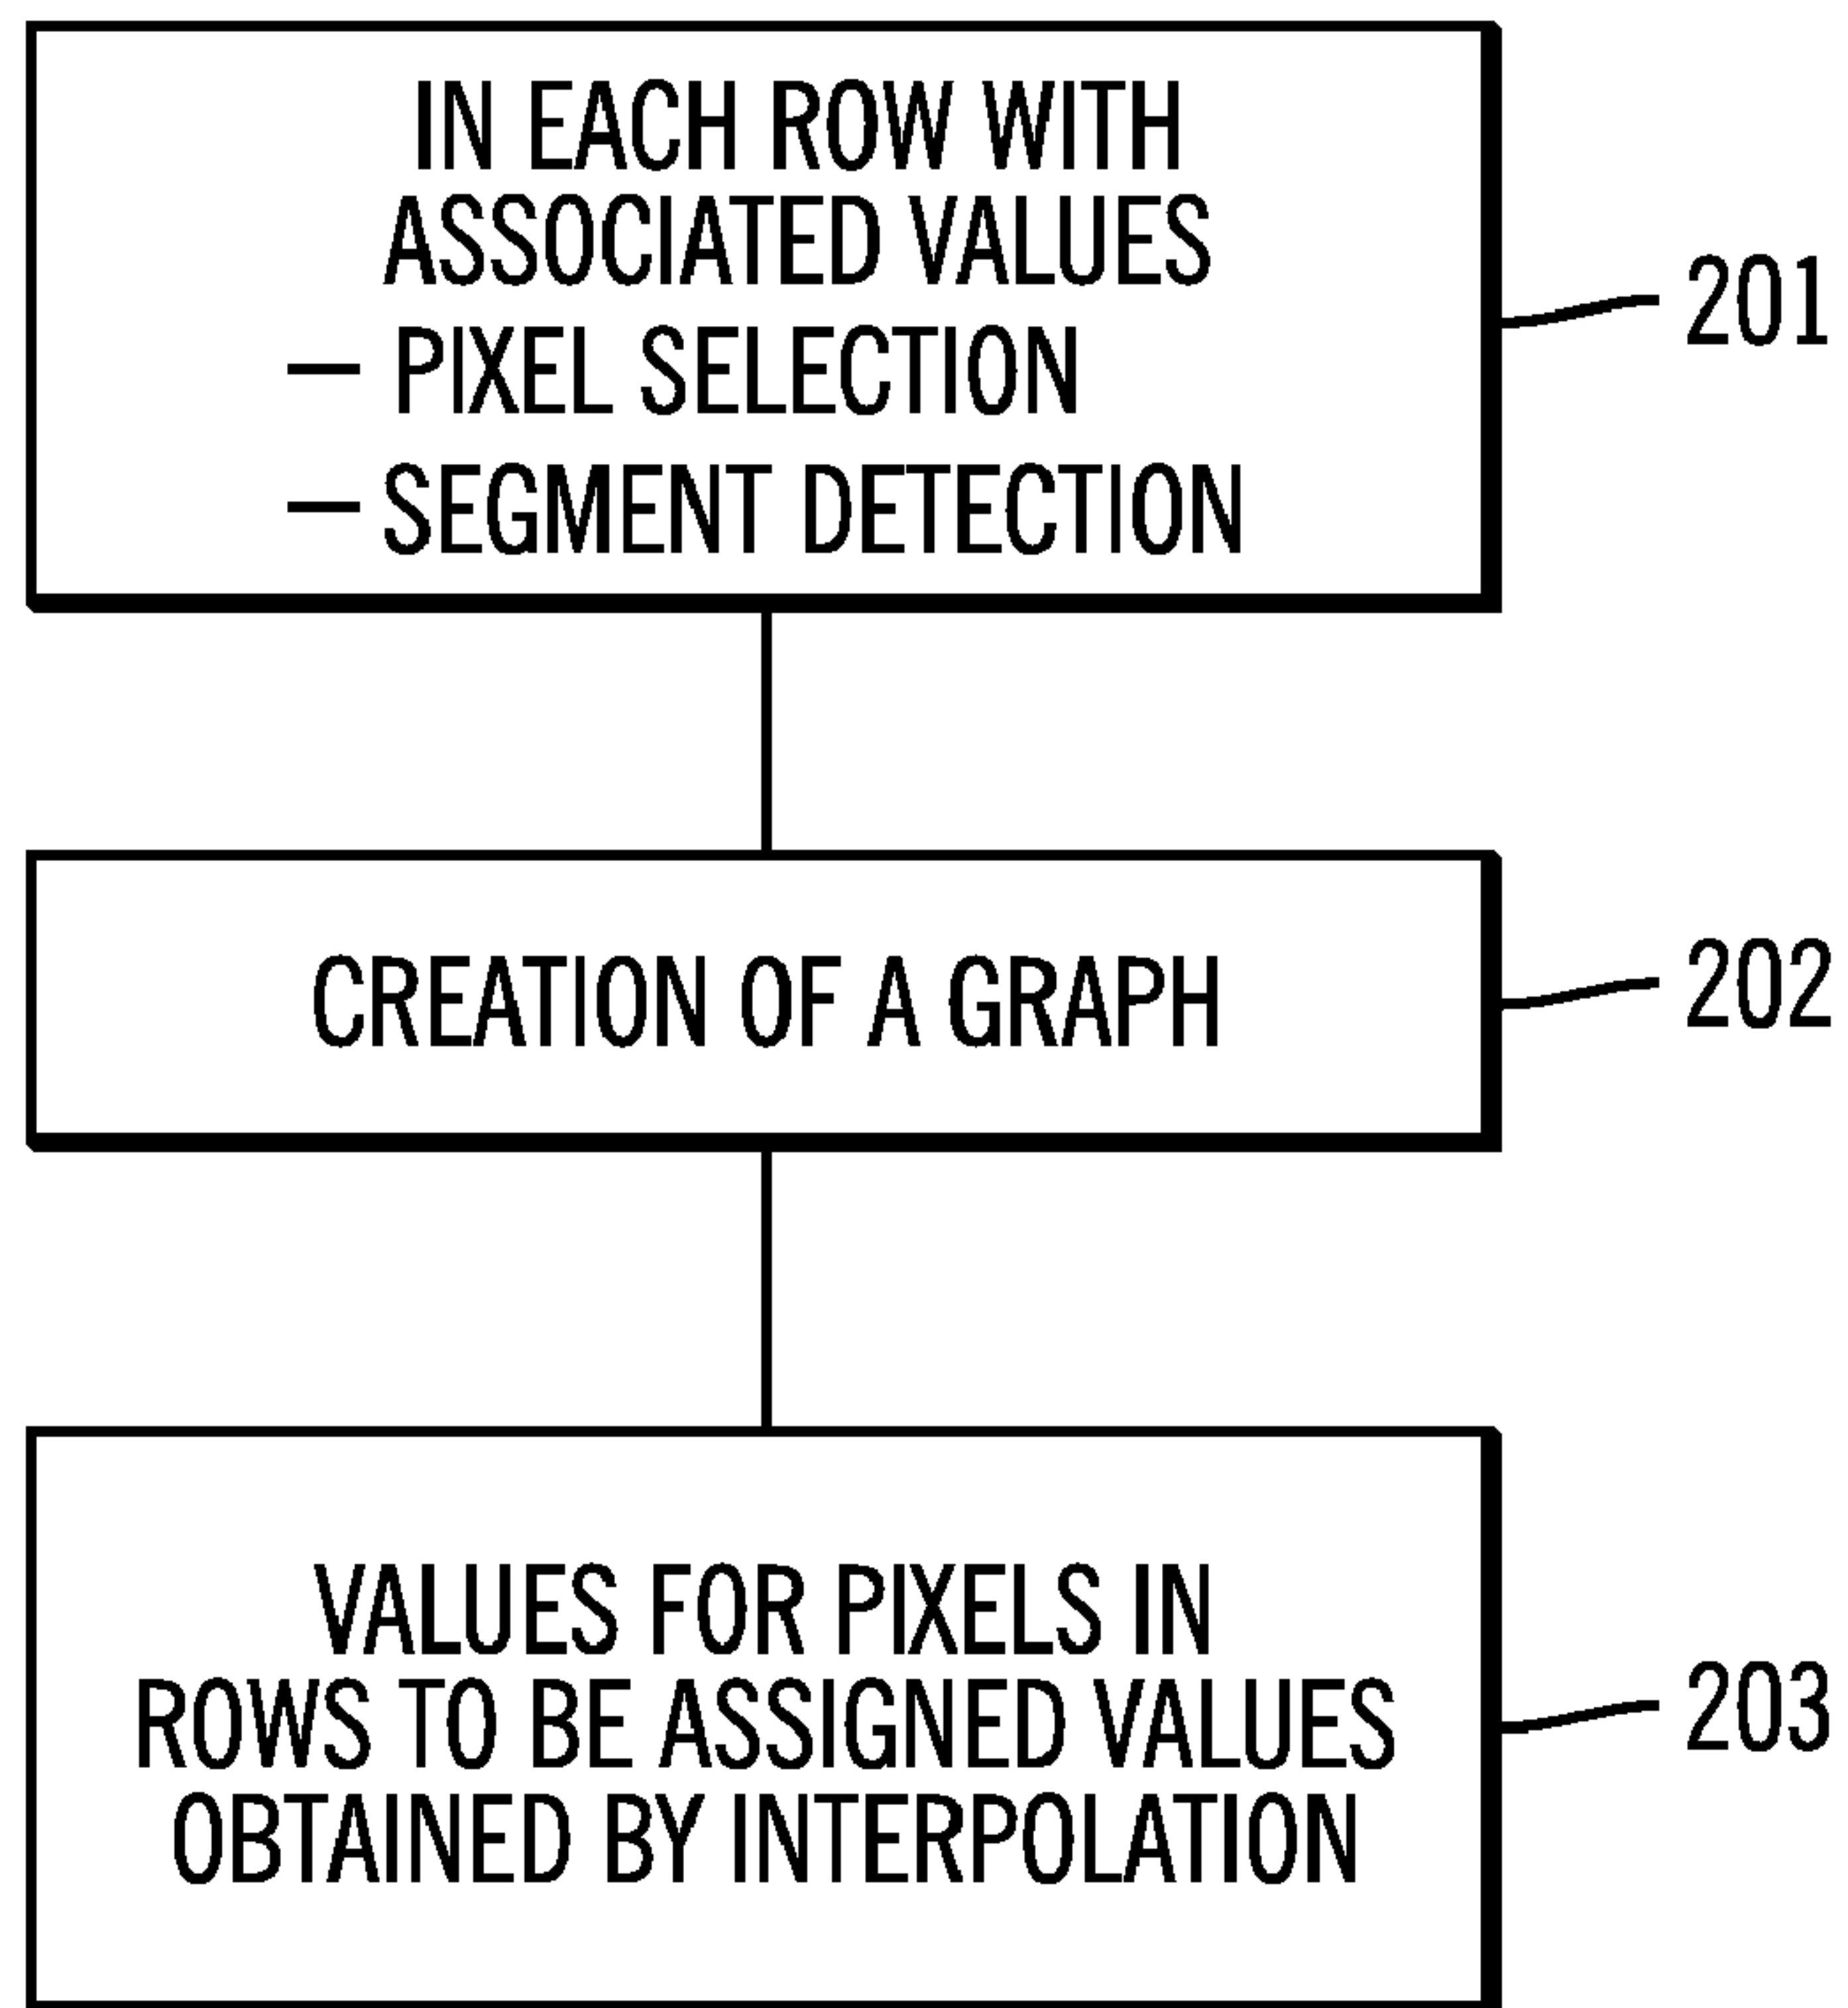 IN EACH ROW WITH
ASSOCIATED VALUES
— PIXEL SELECTION
— SEGMENT DETECTION
201
CREATION OF A GRAPH
202
VALUES FOR PIXELS IN
ROWS TO BE ASSIGNED VALUES
OBTAINED BY INTERPOLATION
203